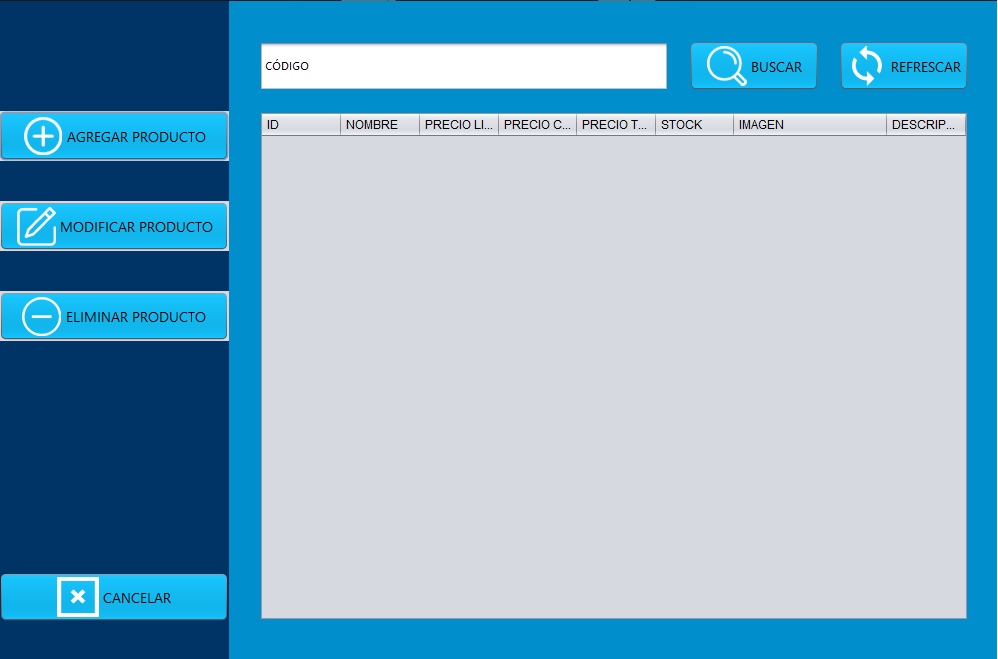 CÓDIGO
BUSCAR
REFRESCAR
AGREGAR PRODUCTO
MODIFICAR PRODUCTO
ELIMINAR PRODUCTO
CANCELAR
ID NOMBRE PRECIO LI... PRECIO C... PRECIO T... STOCK IMAGEN DESCRIP...